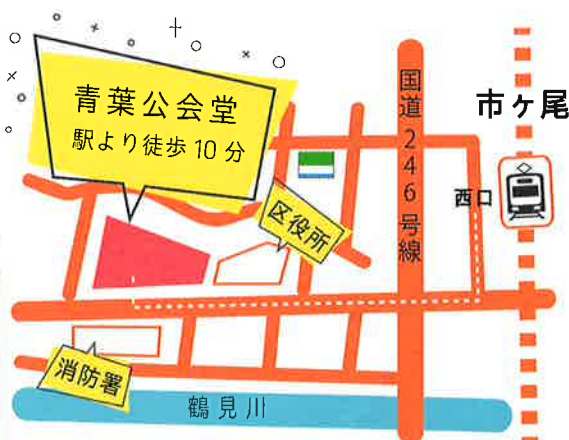 青葉公会堂
駅より徒歩10分
国道246号線
市ヶ尾
西口
区役所
消防署
鶴見川